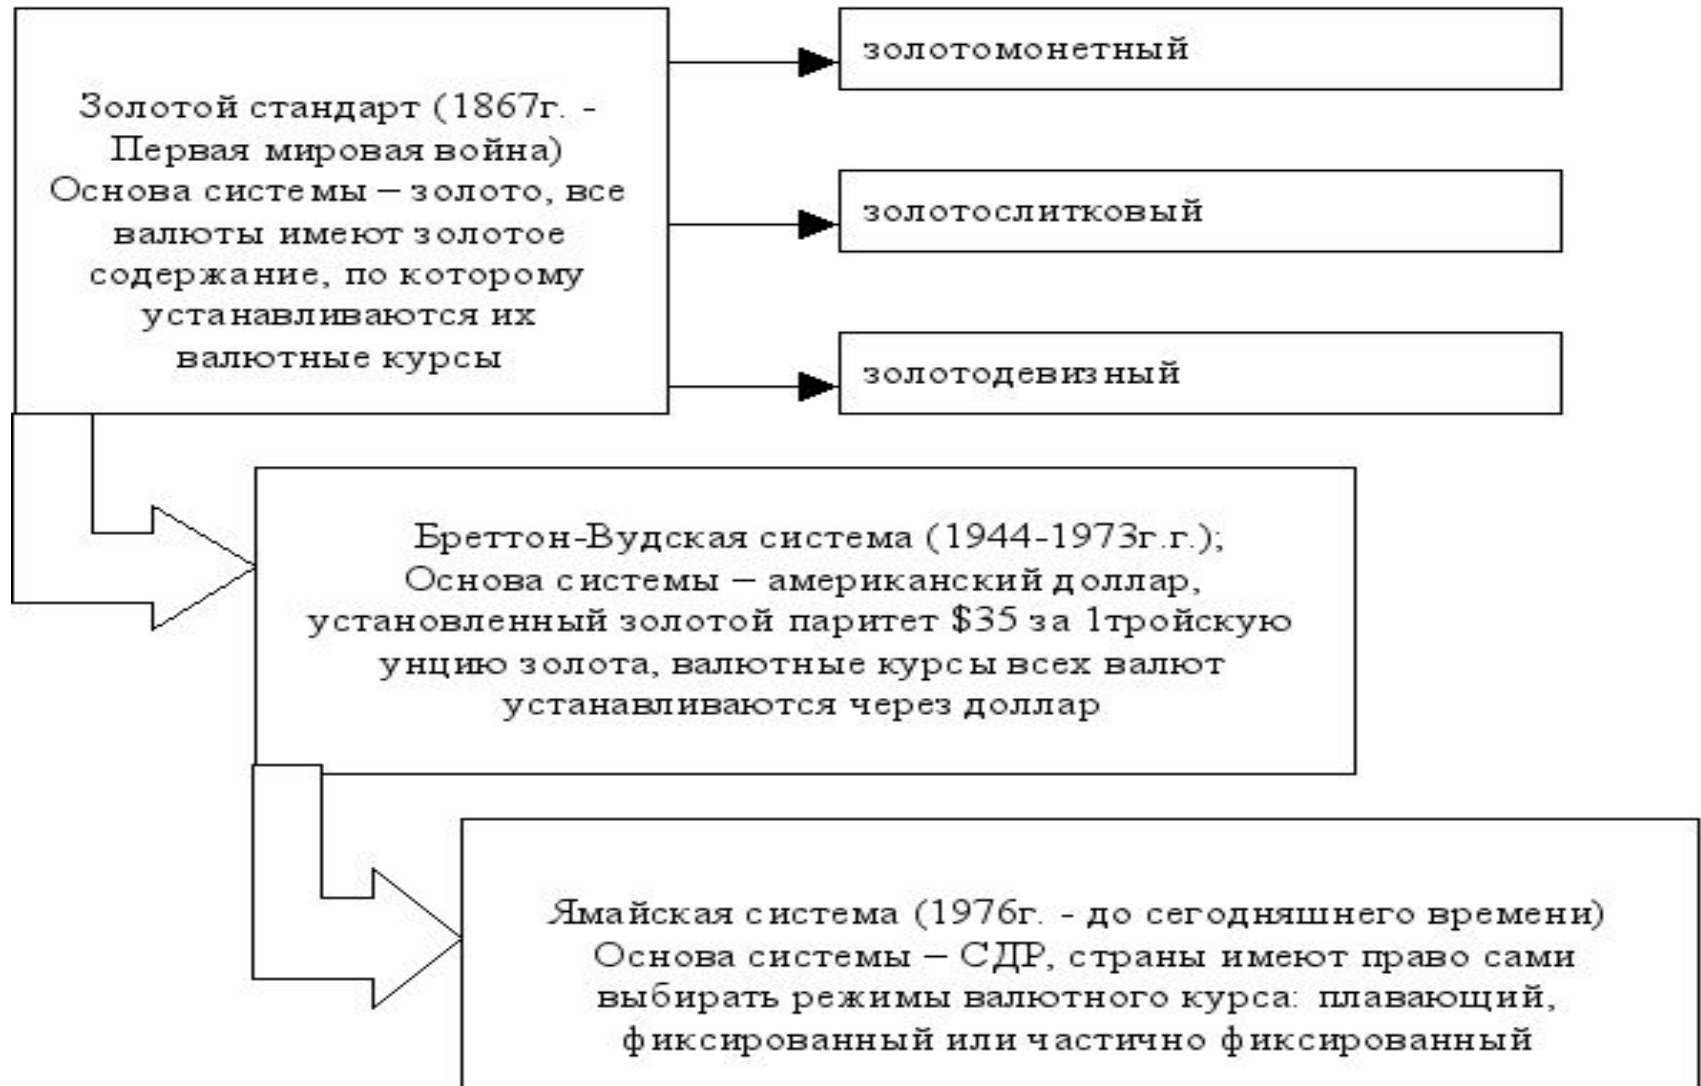 Золотой стандарт (1867г. -
Первая мировая война)
Основа системы – золото, все
валюты имеют золотое
содержание, по которому
устанавливаются их
валютные курсы
золотомонетный
золотослитковый
золотодевизный
Бреттон-Вудская система (1944-1973г.г.);
Основа системы – американский доллар,
установленный золотой паритет $35 за 1тройскую
унцию золота, валютные курсы всех валют
устанавливаются через доллар
Ямайская система (1976г. - до сегодняшнего времени)
Основа системы – СДР, страны имеют право сами
выбирать режимы валютного курса: плавающий,
фиксированный или частично фиксированный